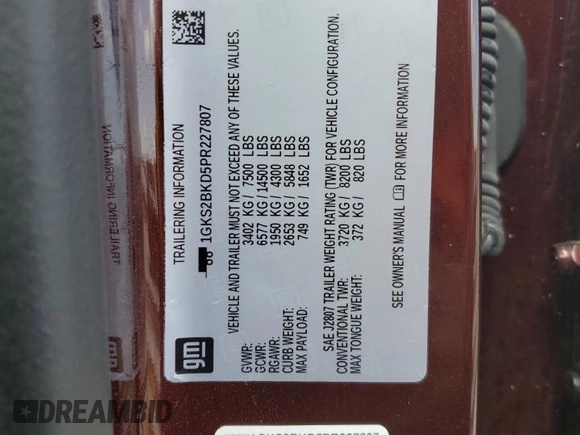 TRAILERING INFORMATION
1GKS2BKD5PR227807
VEHICLE AND TRAILER MUST NOT EXCEED ANY OF THESE VALUES.
GVWR: 3402 KG / 7500 LBS
GCWR: 6577 KG / 14500 LBS
RGAWR: 1950 KG / 4300 LBS
CURB WEIGHT: 2653 KG / 5848 LBS
MAX PAYLOAD: 749 KG / 1652 LBS
SAE J2807 TRAILER WEIGHT RATING (TWR) FOR VEHICLE CONFIGURATION.
CONVENTIONAL TWR: 3720 KG / 8200 LBS
MAX TONGUE WEIGHT: 372 KG / 820 LBS
SEE OWNER'S MANUAL FOR MORE INFORMATION
gm
TRAILERING INFORMATION
gm
DREAMBID